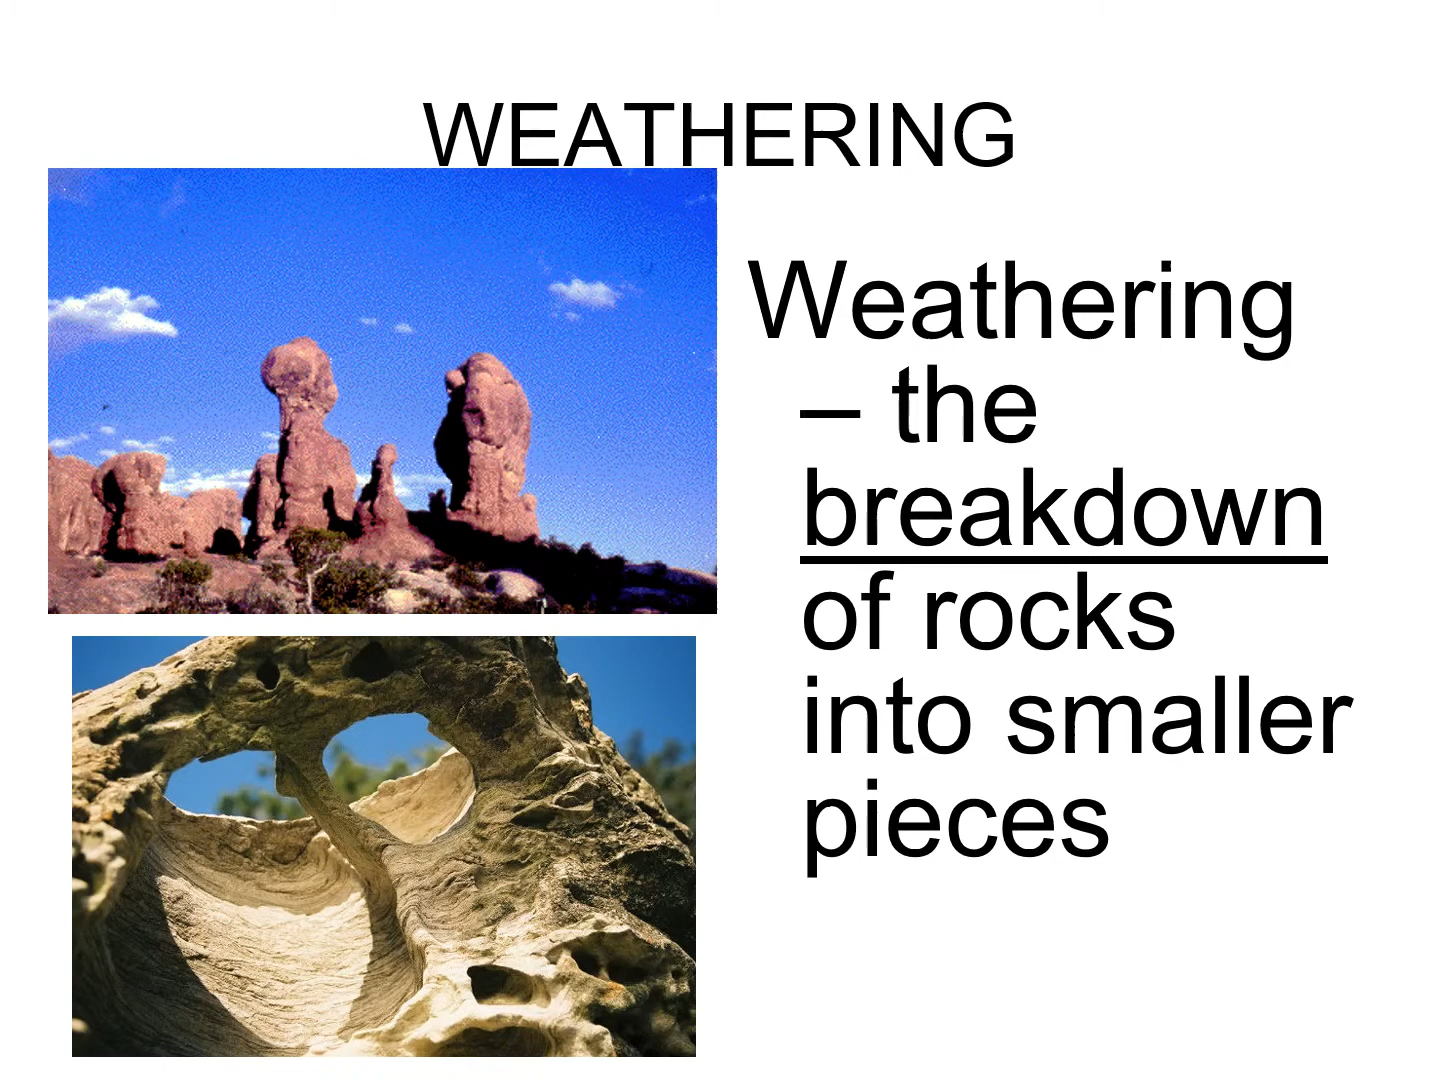 WEATHERING
Weathering
– the
breakdown
of rocks
into smaller
pieces